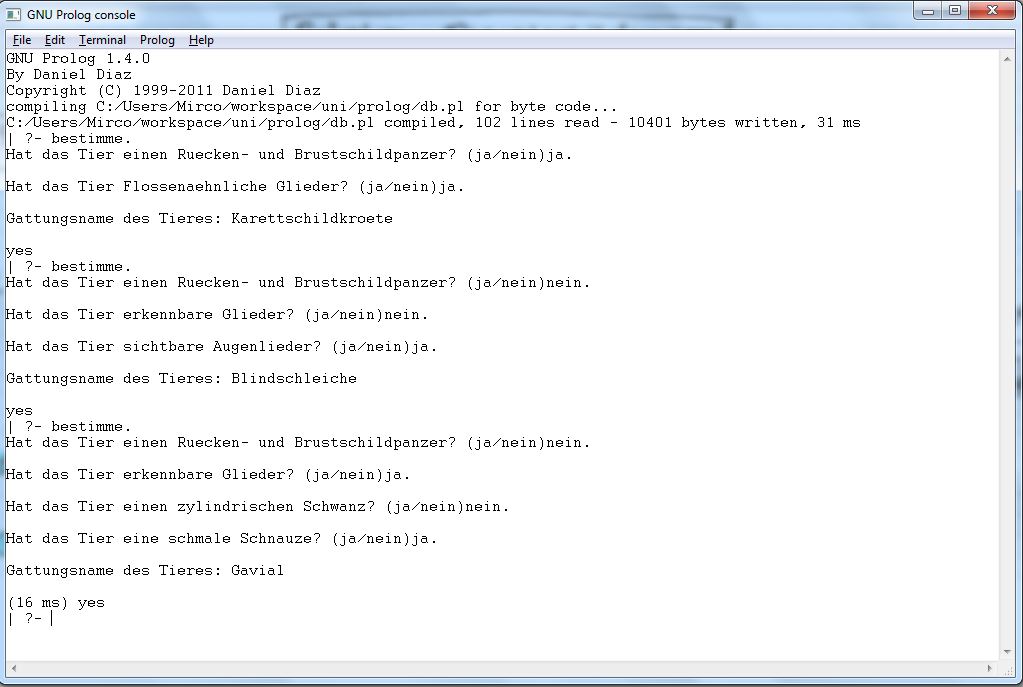 GNU Prolog console
File Edit Terminal Prolog Help
GNU Prolog 1.4.0
By Daniel Diaz
Copyright (C) 1999-2011 Daniel Diaz
compiling C:/Users/Mirco/workspace/uni/prolog/db.pl for byte code...
C:/Users/Mirco/workspace/uni/prolog/db.pl compiled, 102 lines read - 10401 bytes written, 31 ms
| ?- bestimme.
Hat das Tier einen Ruecken- und Brustschildpanzer? (ja/nein)ja.
Hat das Tier Flossenaehnliche Glieder? (ja/nein)ja.
Gattungsname des Tieres: Karettschildkroete
yes
| ?- bestimme.
Hat das Tier einen Ruecken- und Brustschildpanzer? (ja/nein)nein.
Hat das Tier erkennbare Glieder? (ja/nein)nein.
Hat das Tier sichtbare Augenlieder? (ja/nein)ja.
Gattungsname des Tieres: Blindschleiche
yes
| ?- bestimme.
Hat das Tier einen Ruecken- und Brustschildpanzer? (ja/nein)nein.
Hat das Tier erkennbare Glieder? (ja/nein)ja.
Hat das Tier einen zylindrischen Schwanz? (ja/nein)nein.
Hat das Tier eine schmale Schnauze? (ja/nein)ja.
Gattungsname des Tieres: Gavial
(16 ms) yes
| ?-